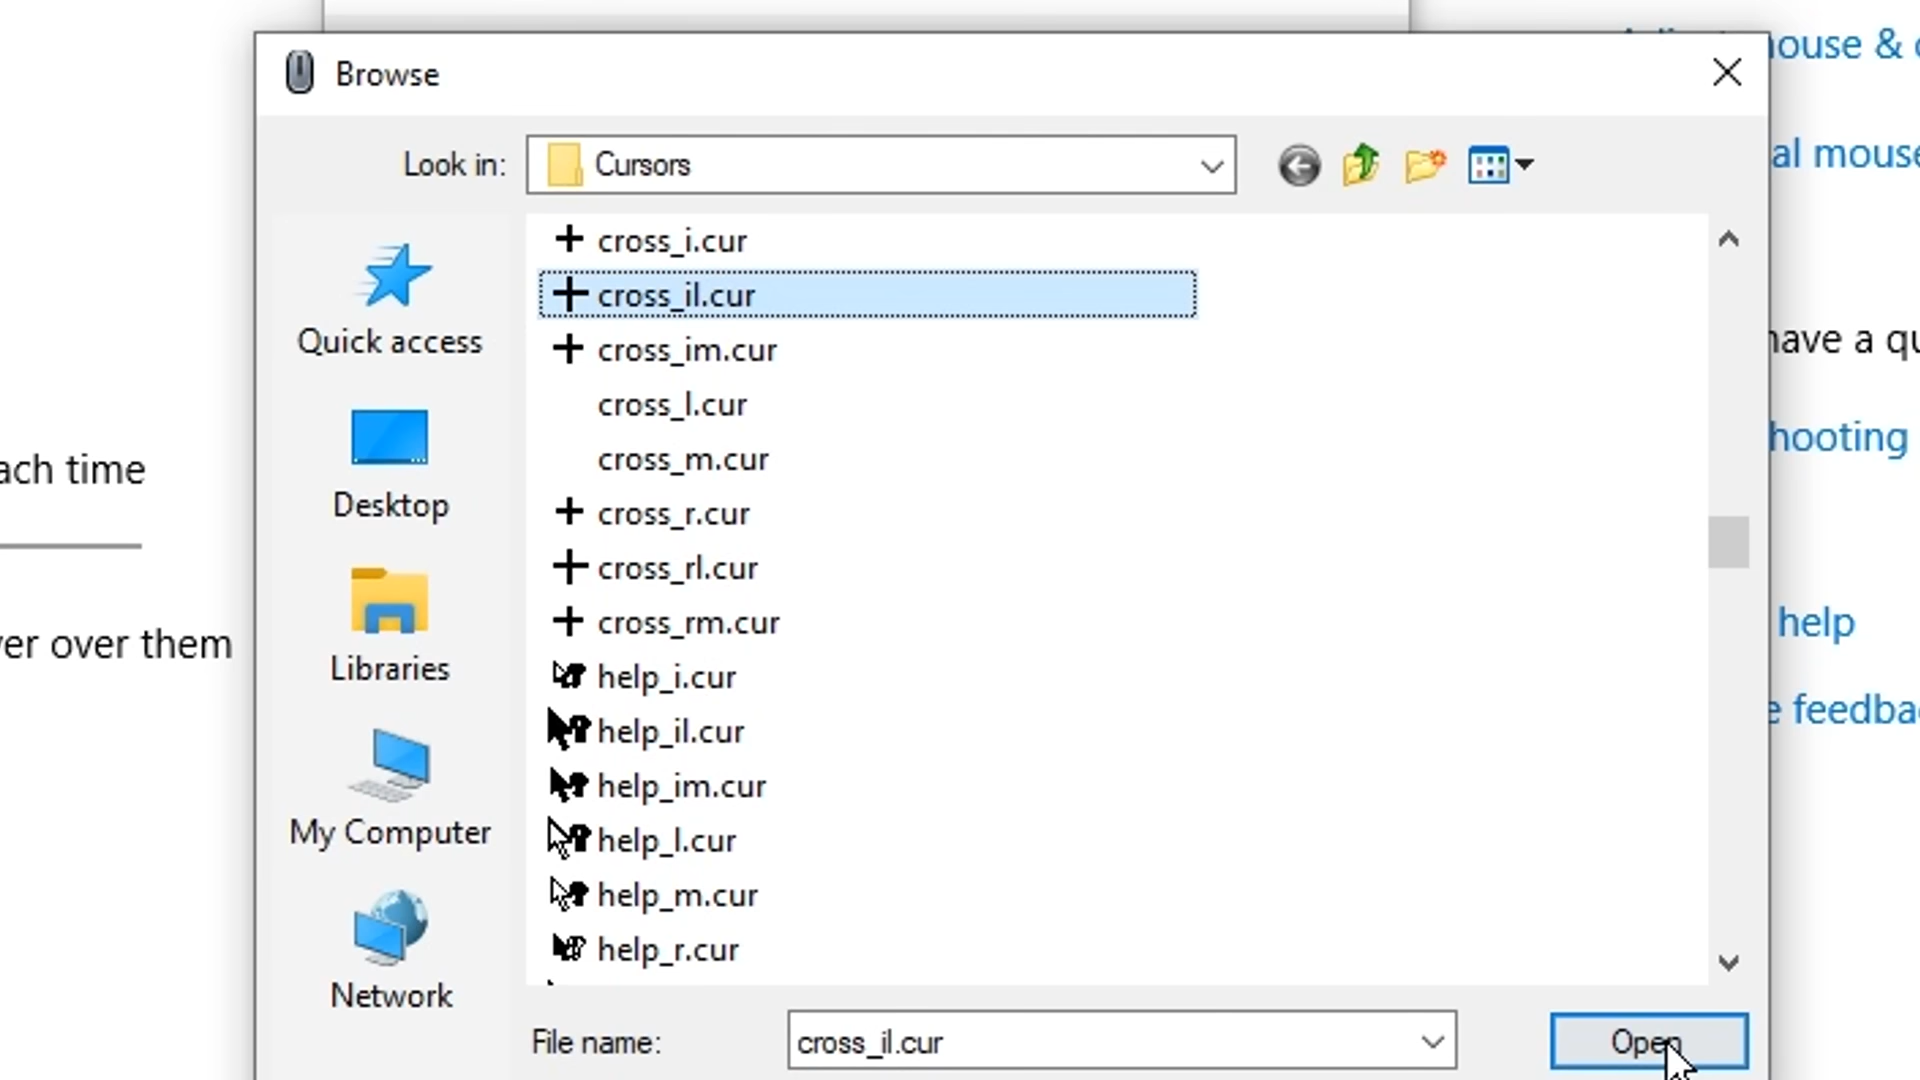 Browse
mouse & 
Look in:
Cursors
al mouse
cross_i.cur
cross_il.cur
Quick access
cross_im.cur
have a qu
cross_l.cur
cross_m.cur
hooting
ach time
Desktop
cross_r.cur
cross_rl.cur
cross_rm.cur
help
ver over them
Libraries
help_i.cur
help_il.cur
e feedba
help_im.cur
My Computer
help_l.cur
help_m.cur
help_r.cur
Network
File name:
cross_il.cur
Open